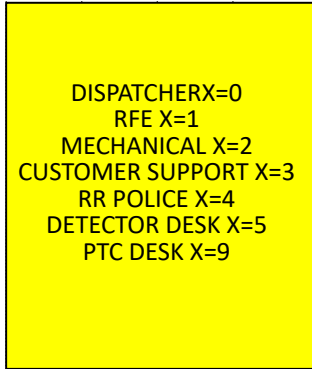 DISPATCHERX=0
RFE X=1
MECHANICAL X=2
CUSTOMER SUPPORT X=3
RR POLICE X=4
DETECTOR DESK X=5
PTC DESK X=9